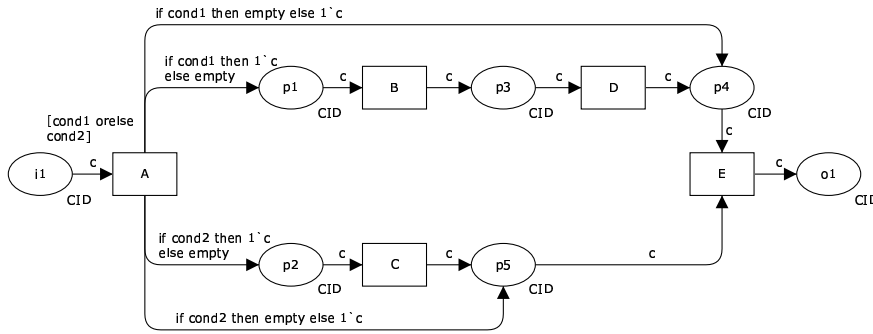 if cond1 then empty else 1`c
if cond1 then 1`c
else empty
c
c
c
c
p1
B
p3
D
p4
CID
CID
CID
[cond1 orelse
cond2]
c
c
c
i1
A
E
o1
CID
CID
if cond2 then 1`c
else empty
c
c
c
p2
C
p5
CID
CID
if cond2 then empty else 1`c